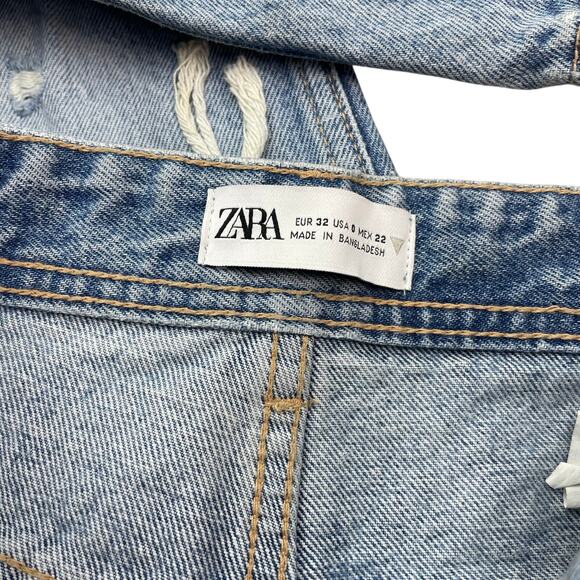 ZARA
EUR 32 USA 0 MEX 22
MADE IN BANGLADESH